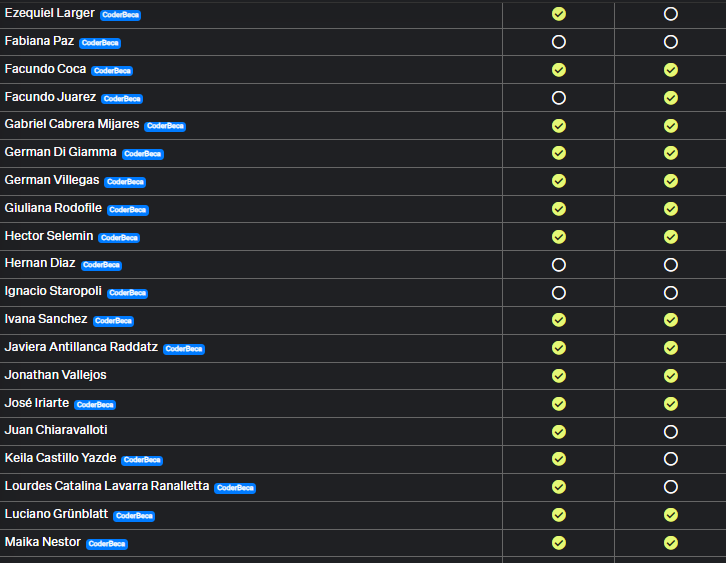 Ezequiel Larger CoderBeca
Fabiana Paz CoderBeca
Facundo Coca CoderBeca
Facundo Juarez CoderBeca
Gabriel Cabrera Mijares CoderBeca
German Di Giamma CoderBeca
German Villegas CoderBeca
Giuliana Rodofile CoderBeca
Hector Selemin CoderBeca
Hernan Diaz CoderBeca
Ignacio Staropoli CoderBeca
Ivana Sanchez CoderBeca
Javiera Antillanca Raddatz CoderBeca
Jonathan Vallejos
José Iriarte CoderBeca
Juan Chiaravalloti
Keila Castillo Yazde CoderBeca
Lourdes Catalina Lavarra Ranalletta CoderBeca
Luciano Grünblatt CoderBeca
Maika Nestor CoderBeca